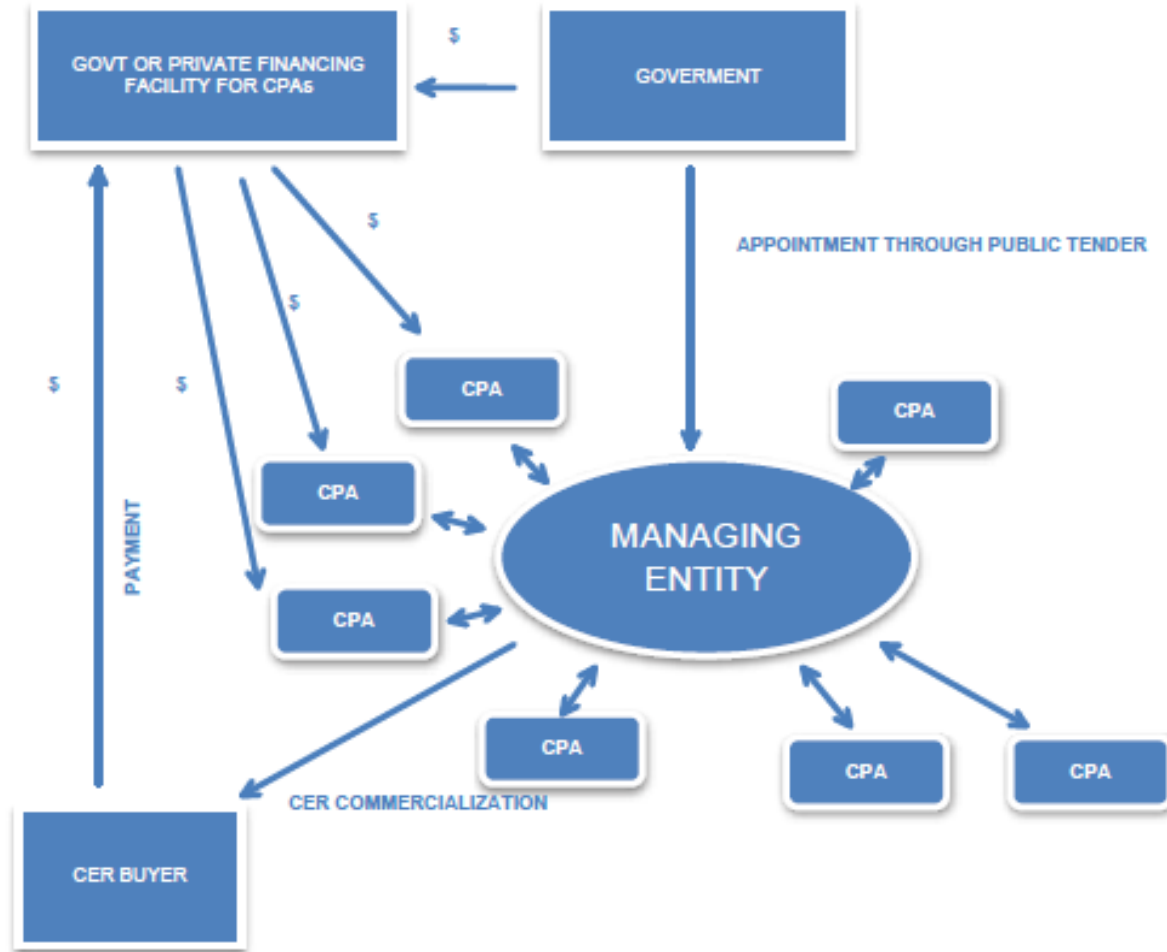 $
GOVT OR PRIVATE FINANCING
FACILITY FOR CPAs
GOVERMENT
$
APPOINTMENT THROUGH PUBLIC TENDER
$
$
$
CPA
CPA
CPA
MANAGING
ENTITY
PAYMENT
CPA
CPA
CPA
CPA
CER COMMERCIALIZATION
CER BUYER